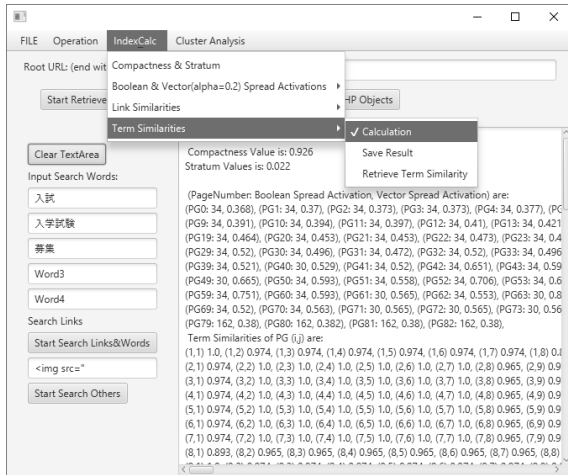 FILE Operation IndexCalc Cluster Analysis
Compactness & Stratum
Boolean & Vector(alpha=0.2) Spread Activations
Link Similarities
Term Similarities
✓ Calculation
Save Result
Retrieve Term Similarity
Root URL: (end wit
Start Retrieve HP Objects
Clear TextArea
Input Search Words:
入試
入学試験
募集
Word3
Word4
Search Links
Start Search Links&Words
<img src="
Start Search Others
Compactness Value is: 0.926
Stratum Values is: 0.022
(PageNumber: Boolean Spread Activation, Vector Spread Activation) are:
(PG0: 34, 0.368), (PG1: 34, 0.37), (PG2: 34, 0.373), (PG3: 34, 0.373), (PG4: 34, 0.377), (PG
(PG9: 34, 0.391), (PG10: 34, 0.394), (PG11: 34, 0.397), (PG12: 34, 0.41), (PG13: 34, 0.421
(PG19: 34, 0.464), (PG20: 34, 0.453), (PG21: 34, 0.453), (PG22: 34, 0.473), (PG23: 34, 0.4
(PG29: 34, 0.52), (PG30: 34, 0.496), (PG31: 34, 0.472), (PG32: 34, 0.52), (PG33: 34, 0.496
(PG39: 34, 0.521), (PG40: 30, 0.529), (PG41: 34, 0.52), (PG42: 34, 0.651), (PG43: 34, 0.59
(PG49: 30, 0.665), (PG50: 34, 0.593), (PG51: 34, 0.558), (PG52: 34, 0.706), (PG53: 34, 0.6
(PG59: 34, 0.751), (PG60: 34, 0.593), (PG61: 30, 0.565), (PG62: 34, 0.553), (PG63: 30, 0.8
(PG69: 34, 0.52), (PG70: 34, 0.563), (PG71: 30, 0.565), (PG72: 30, 0.565), (PG73: 30, 0.56
(PG79: 162, 0.38), (PG80: 162, 0.382), (PG81: 162, 0.38), (PG82: 162, 0.38),
Term Similarities of PG (i,j) are:
(1,1) 1.0, (1,2) 0.974, (1,3) 0.974, (1,4) 0.974, (1,5) 0.974, (1,6) 0.974, (1,7) 0.974, (1,8) 0.8
(2,1) 0.974, (2,2) 1.0, (2,3) 1.0, (2,4) 1.0, (2,5) 1.0, (2,6) 1.0, (2,7) 1.0, (2,8) 0.965, (2,9) 0.9
(3,1) 0.974, (3,2) 1.0, (3,3) 1.0, (3,4) 1.0, (3,5) 1.0, (3,6) 1.0, (3,7) 1.0, (3,8) 0.965, (3,9) 0.9
(4,1) 0.974, (4,2) 1.0, (4,3) 1.0, (4,4) 1.0, (4,5) 1.0, (4,6) 1.0, (4,7) 1.0, (4,8) 0.965, (4,9) 0.9
(5,1) 0.974, (5,2) 1.0, (5,3) 1.0, (5,4) 1.0, (5,5) 1.0, (5,6) 1.0, (5,7) 1.0, (5,8) 0.965, (5,9) 0.9
(6,1) 0.974, (6,2) 1.0, (6,3) 1.0, (6,4) 1.0, (6,5) 1.0, (6,6) 1.0, (6,7) 1.0, (6,8) 0.965, (6,9) 0.9
(7,1) 0.974, (7,2) 1.0, (7,3) 1.0, (7,4) 1.0, (7,5) 1.0, (7,6) 1.0, (7,7) 1.0, (7,8) 0.965, (7,9) 0.9
(8,1) 0.893, (8,2) 0.965, (8,3) 0.965, (8,4) 0.965, (8,5) 0.965, (8,6) 0.965, (8,7) 0.965, (8,8)